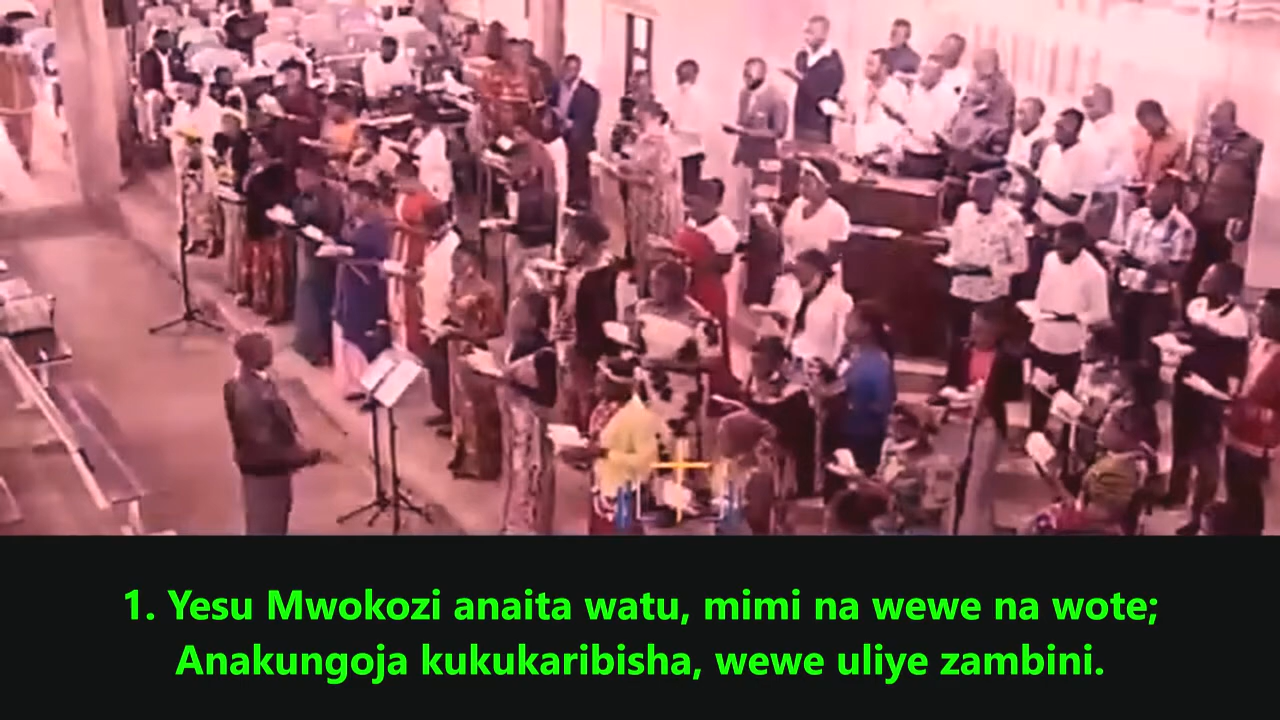 1. Yesu Mwokozi anaita watu, mimi na wewe na wote;
Anakungoja kukukaribisha, wewe uliye zambini.